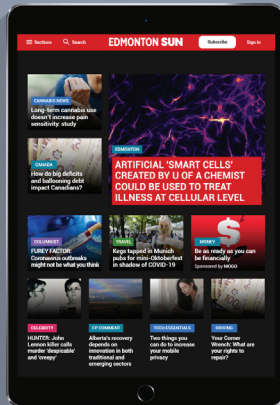 Sections
Search
EDMONTON SUN
Subscribe
Sign In
CANNABIS NEWS
Long-term cannabis use
doesn't increase pain
sensitivity: study
CANADA
How do big deficits
and ballooning debt
impact Canadians?
EDMONTON
ARTIFICIAL 'SMART CELLS'
CREATED BY U OF A CHEMIST
COULD BE USED TO TREAT
ILLNESS AT CELLULAR LEVEL
COLUMNIST
FUREY FACTOR:
Coronavirus outbreaks
might not be what you think
TRAVEL
Kegs tapped in Munich
pubs for mini-Oktoberfest
in shadow of COVID-19
MONEY
Be as ready as you can
be financially
Sponsored by MOGO
CELEBRITY
HUNTER: John
Lennon killer calls
murder 'despicable'
and 'creepy'
FP COMMENT
Alberta's recovery
depends on
innovation in both
traditional and
emerging sectors
TECH ESSENTIALS
Two things you
can do to increase
your mobile
privacy
DRIVING
Your Corner
Wrench: What are
your rights to
repair?